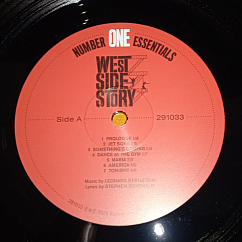 NUMBER ONE ESSENTIALS
WEST
SIDE
STORY
Side A
291033
1 PROLOGUE
2 JET SONG
3 SOMETHING'S COMING
4 DANCE AT THE GYM
5 MARIA
6 AMERICA
7 TONIGHT
Music by LEONARD BERNSTEIN
Lyrics by STEPHEN SONDHEIM